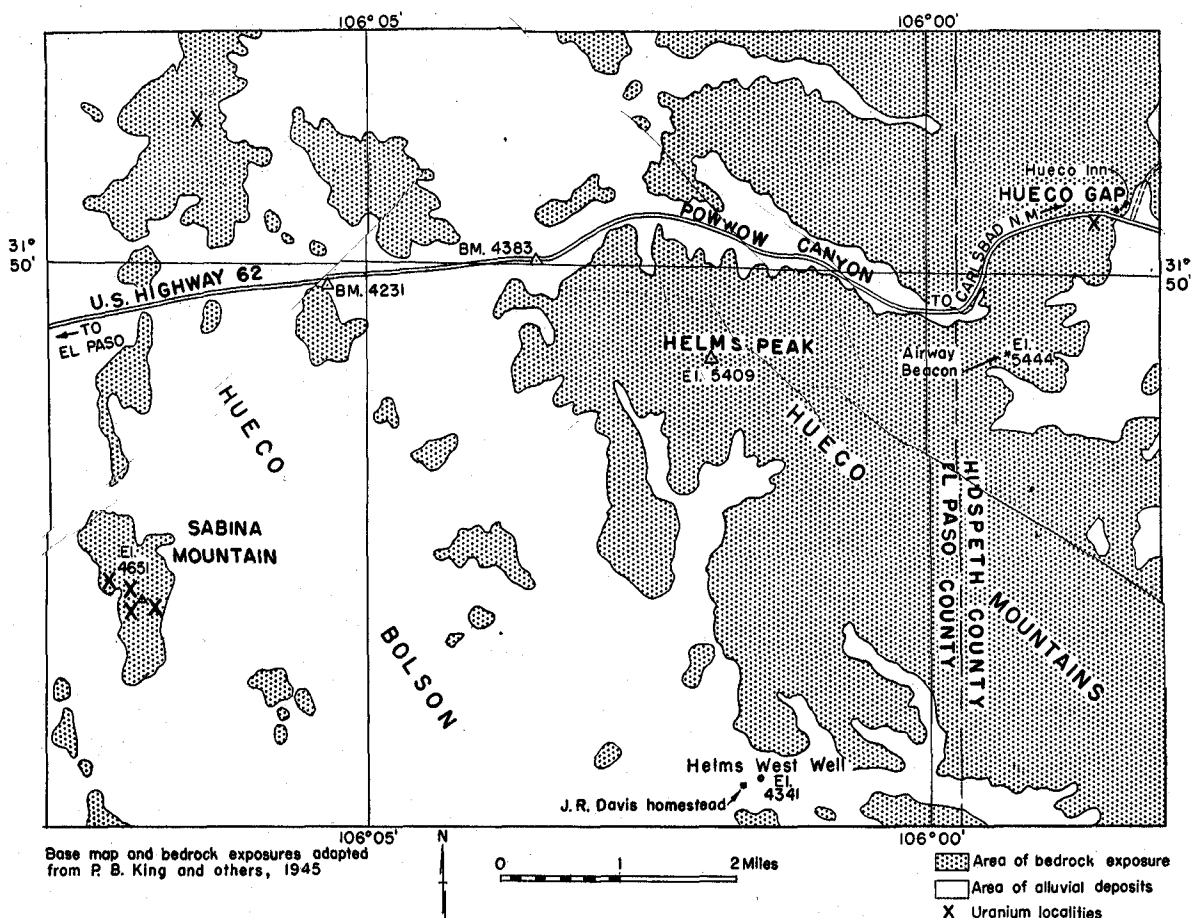 106° 05'
106° 00'
Hueco Inn
HUECO GAP
POWWOW CANYON
TO CARLSBAD N.M.
31° 50'
BM. 4383
31° 50'
U.S. HIGHWAY 62
BM. 4231
TO EL PASO
HELMS PEAK
El. 5409
Airway
Beacon
El.
5444
HUECO
HUECO
SABINA
MOUNTAIN
El.
4651
HIDSPETH COUNTY
EL PASO COUNTY
MOUNTAINS
BOLSON
Helms West Well
El.
4341
J.R. Davis homestead
106° 05'
106° 00'
Base map and bedrock exposures adapted
from P. B. King and others, 1945
N
0 1 2 Miles
Area of bedrock exposure
Area of alluvial deposits
X Uranium localities